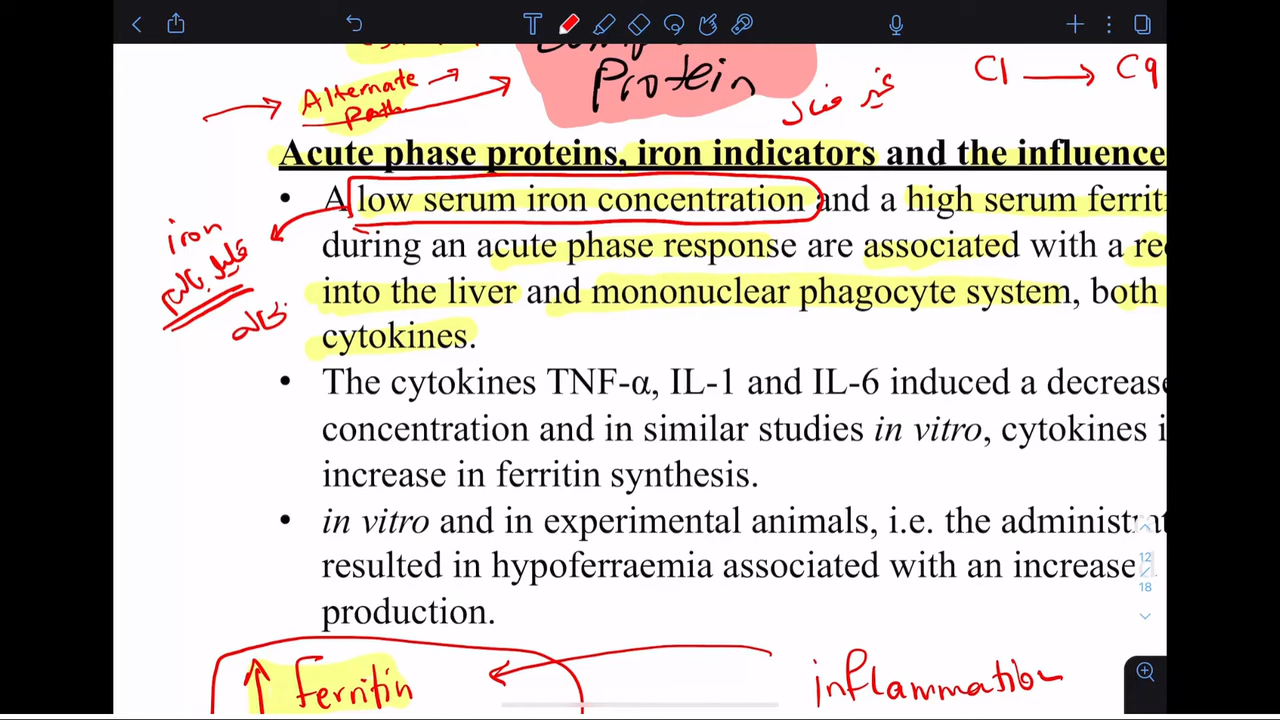 Protein
C1 → C9
Alternate →
path
غير فعال
Acute phase proteins, iron indicators and the influence
• A low serum iron concentration and a high serum ferrit
during an acute phase response are associated with a re
into the liver and mononuclear phagocyte system, both
cytokines.
iron
• The cytokines TNF-α, IL-1 and IL-6 induced a decrease
concentration and in similar studies in vitro, cytokines i
increase in ferritin synthesis.
• in vitro and in experimental animals, i.e. the administrat
resulted in hypoferraemia associated with an increase
production.
12
18
↑ Ferritin
inflammation